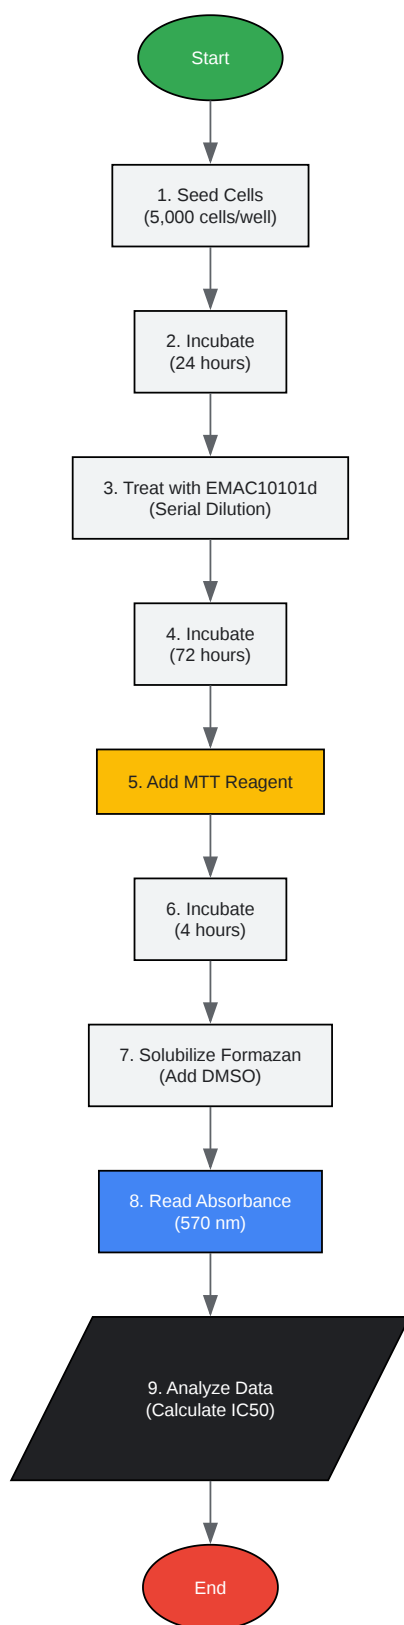 Start
1. Seed Cells
(5,000 cells/well)
2. Incubate
(24 hours)
3. Treat with EMAC10101d
(Serial Dilution)
4. Incubate
(72 hours)
5. Add MTT Reagent
6. Incubate
(4 hours)
7. Solubilize Formazan
(Add DMSO)
8. Read Absorbance
(570 nm)
9. Analyze Data
(Calculate IC50)
End